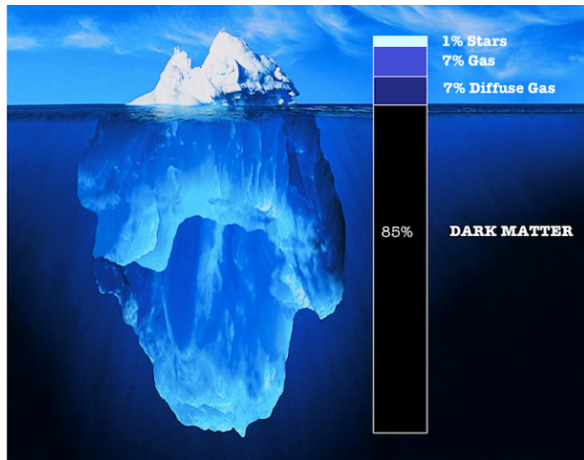 1% Stars
7% Gas
7% Diffuse Gas
85% DARK MATTER